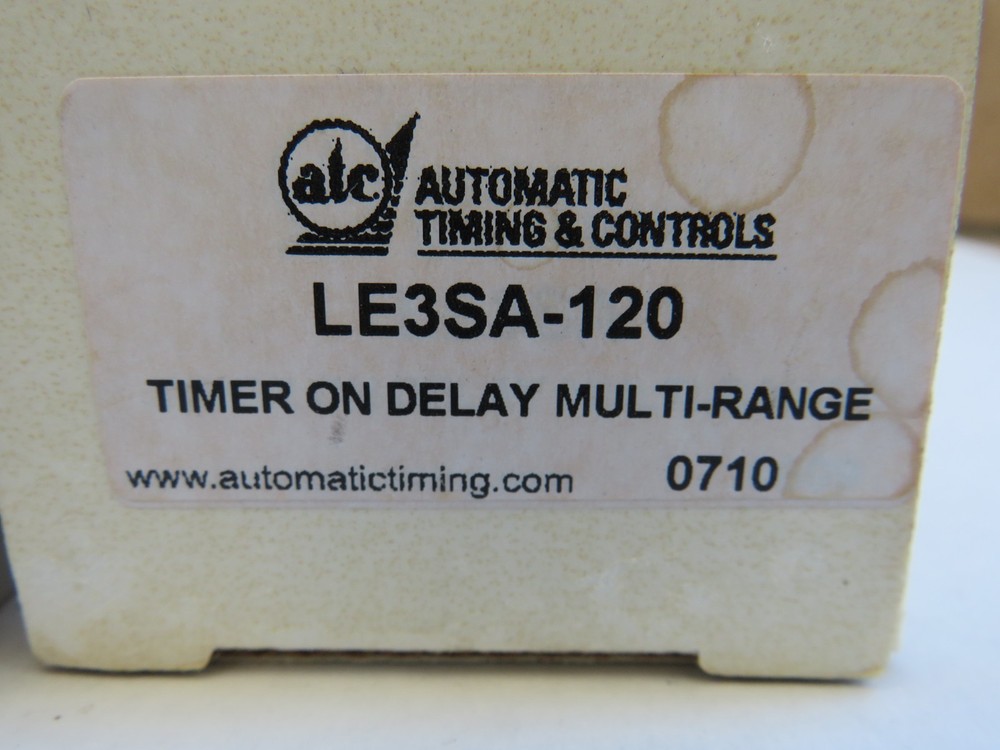 atc
AUTOMATIC
TIMING & CONTROLS
LE3SA-120
TIMER ON DELAY MULTI-RANGE
www.automatictiming.com 0710